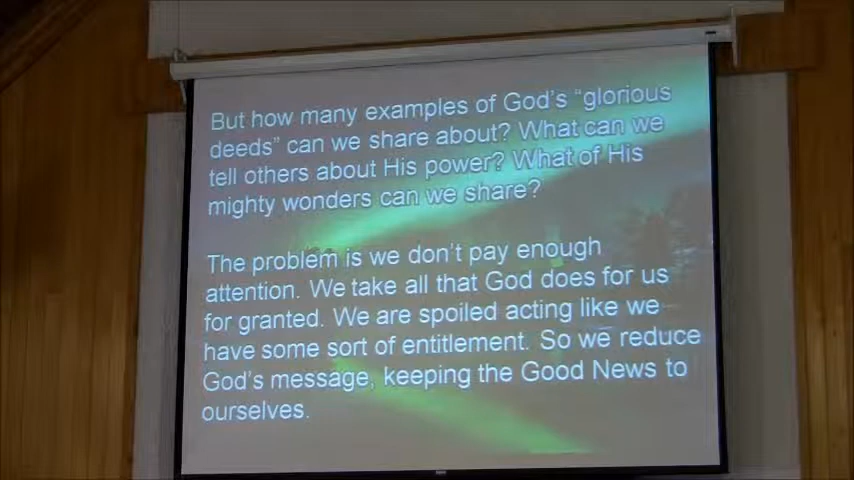 But how many examples of God's "glorious
deeds" can we share about? What can we
tell others about His power? What of His
mighty wonders can we share?
The problem is we don't pay enough
attention. We take all that God does for us
for granted. We are spoiled acting like we
have some sort of entitlement. So we reduce
God's message, keeping the Good News to
ourselves.